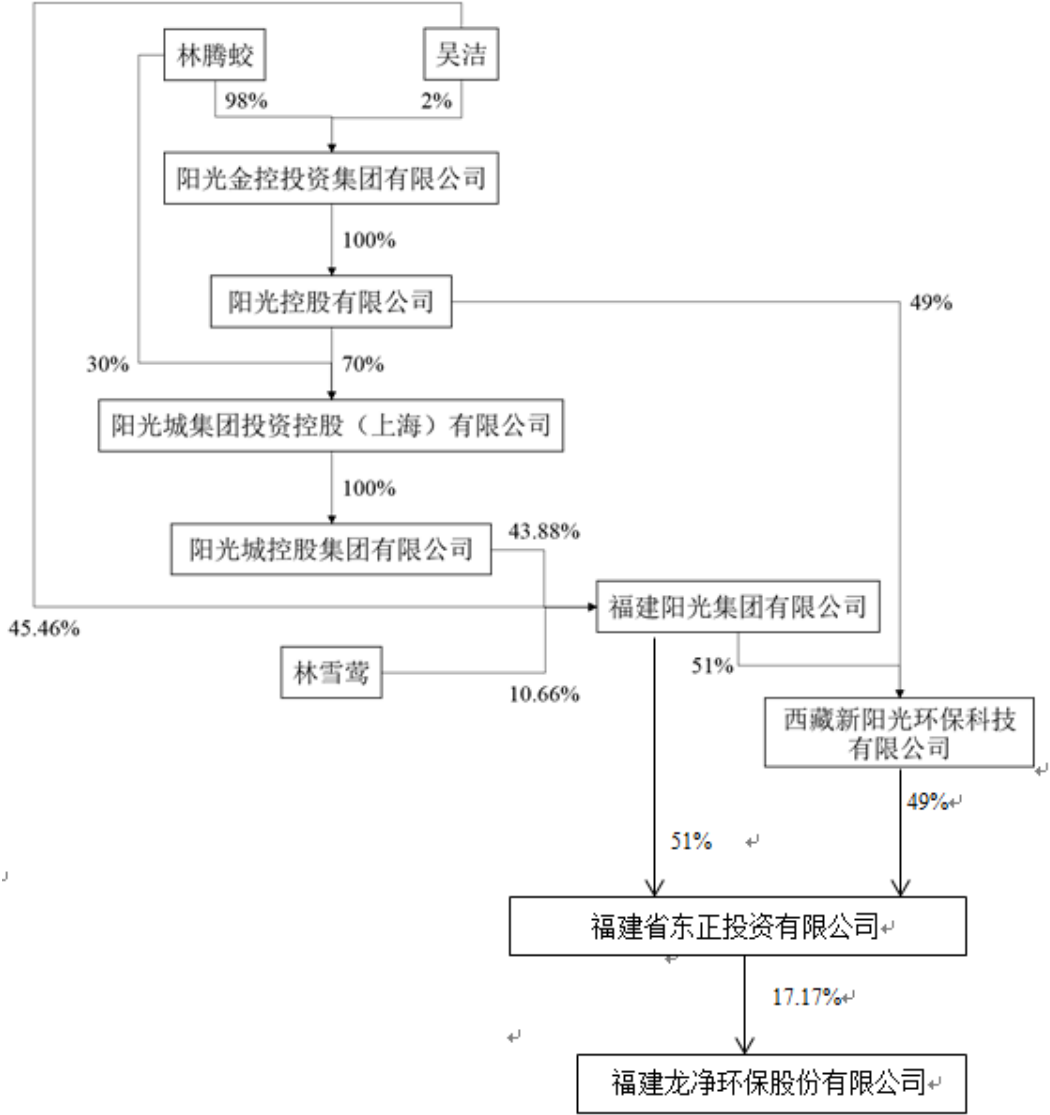 林腾蛟
吴洁
98%
2%
阳光金控投资集团有限公司
100%
阳光控股有限公司
49%
30%
70%
阳光城集团投资控股（上海）有限公司
100%
43.88%
阳光城控股集团有限公司
福建阳光集团有限公司
45.46%
51%
林雪莺
10.66%
西藏新阳光环保科技
有限公司
49%
51%
福建省东正投资有限公司
17.17%
福建龙净环保股份有限公司